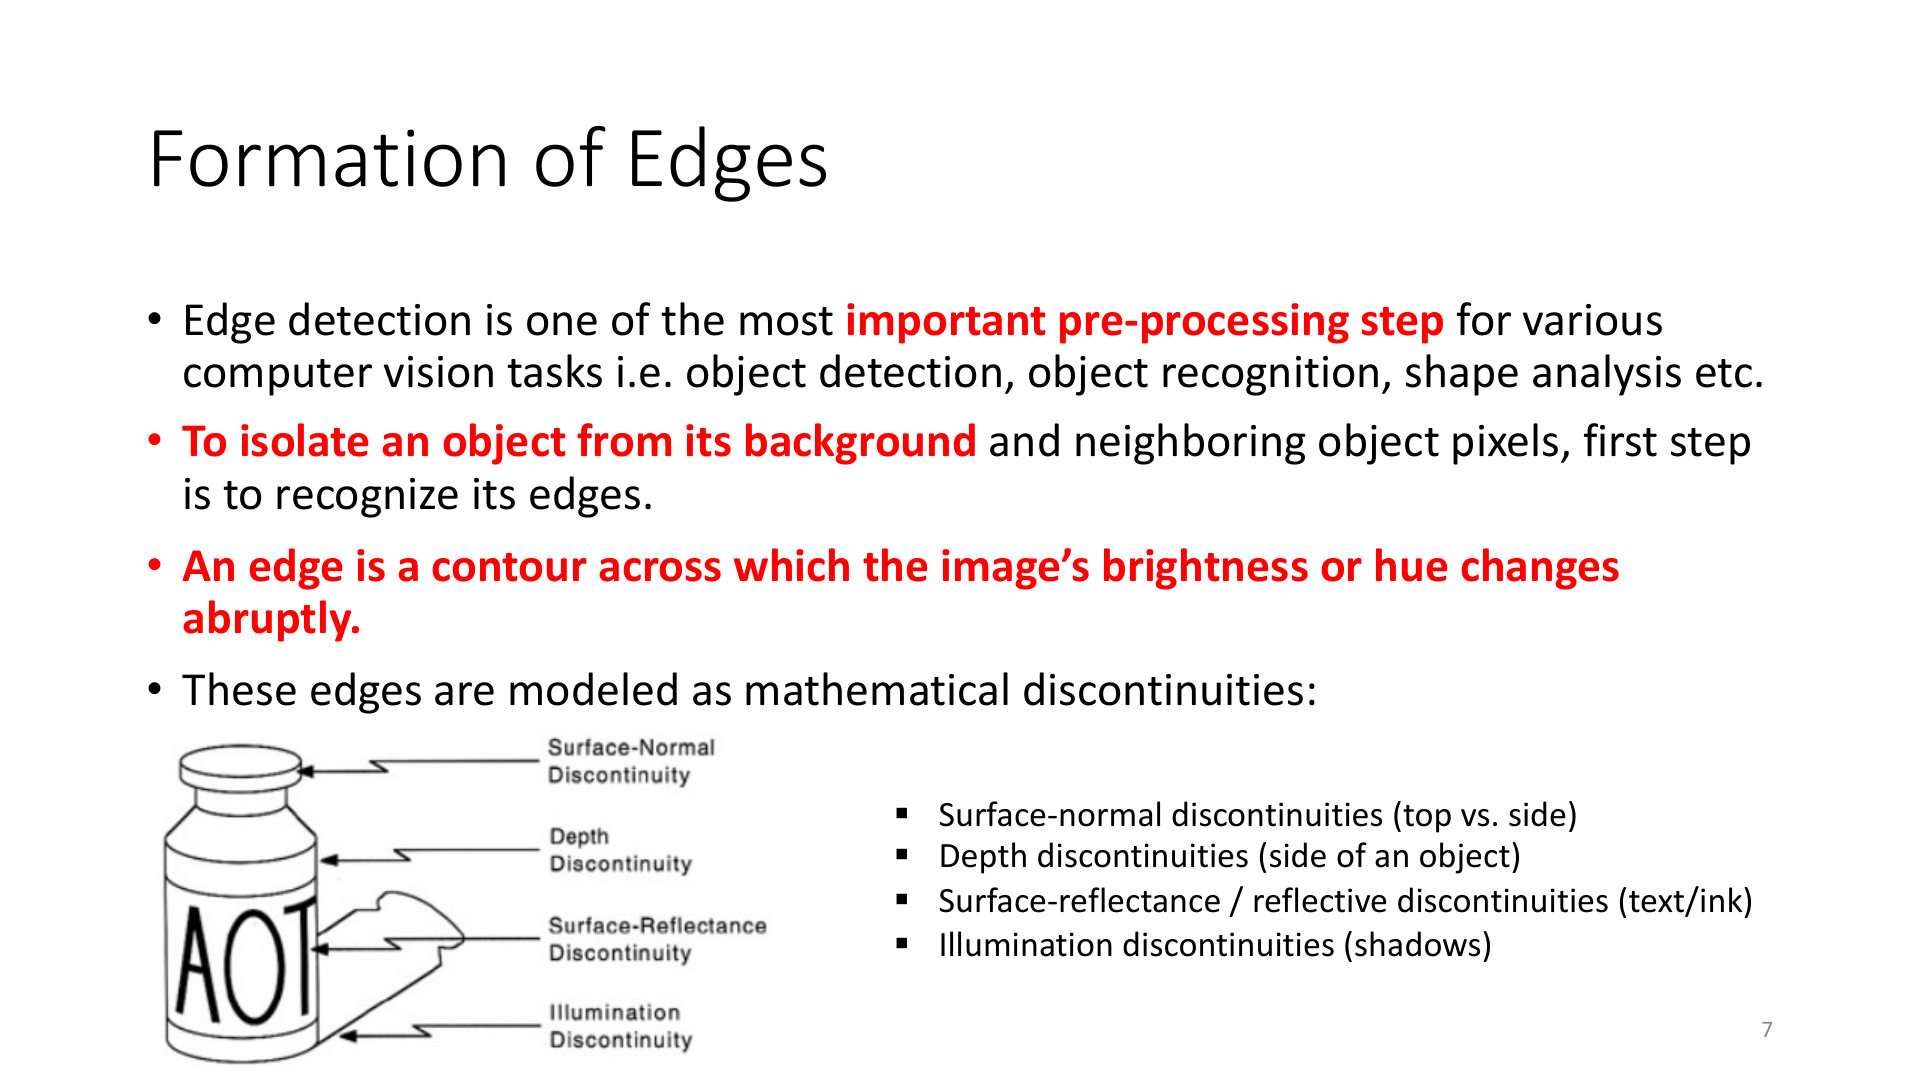 Formation of Edges
• Edge detection is one of the most important pre-processing step for various
computer vision tasks i.e. object detection, object recognition, shape analysis etc.
• To isolate an object from its background and neighboring object pixels, first step
is to recognize its edges.
• An edge is a contour across which the image’s brightness or hue changes
abruptly.
• These edges are modeled as mathematical discontinuities:
Surface-Normal
Discontinuity
Depth
Discontinuity
Surface-Reflectance
Discontinuity
Illumination
Discontinuity
AOT
▪ Surface-normal discontinuities (top vs. side)
▪ Depth discontinuities (side of an object)
▪ Surface-reflectance / reflective discontinuities (text/ink)
▪ Illumination discontinuities (shadows)
7